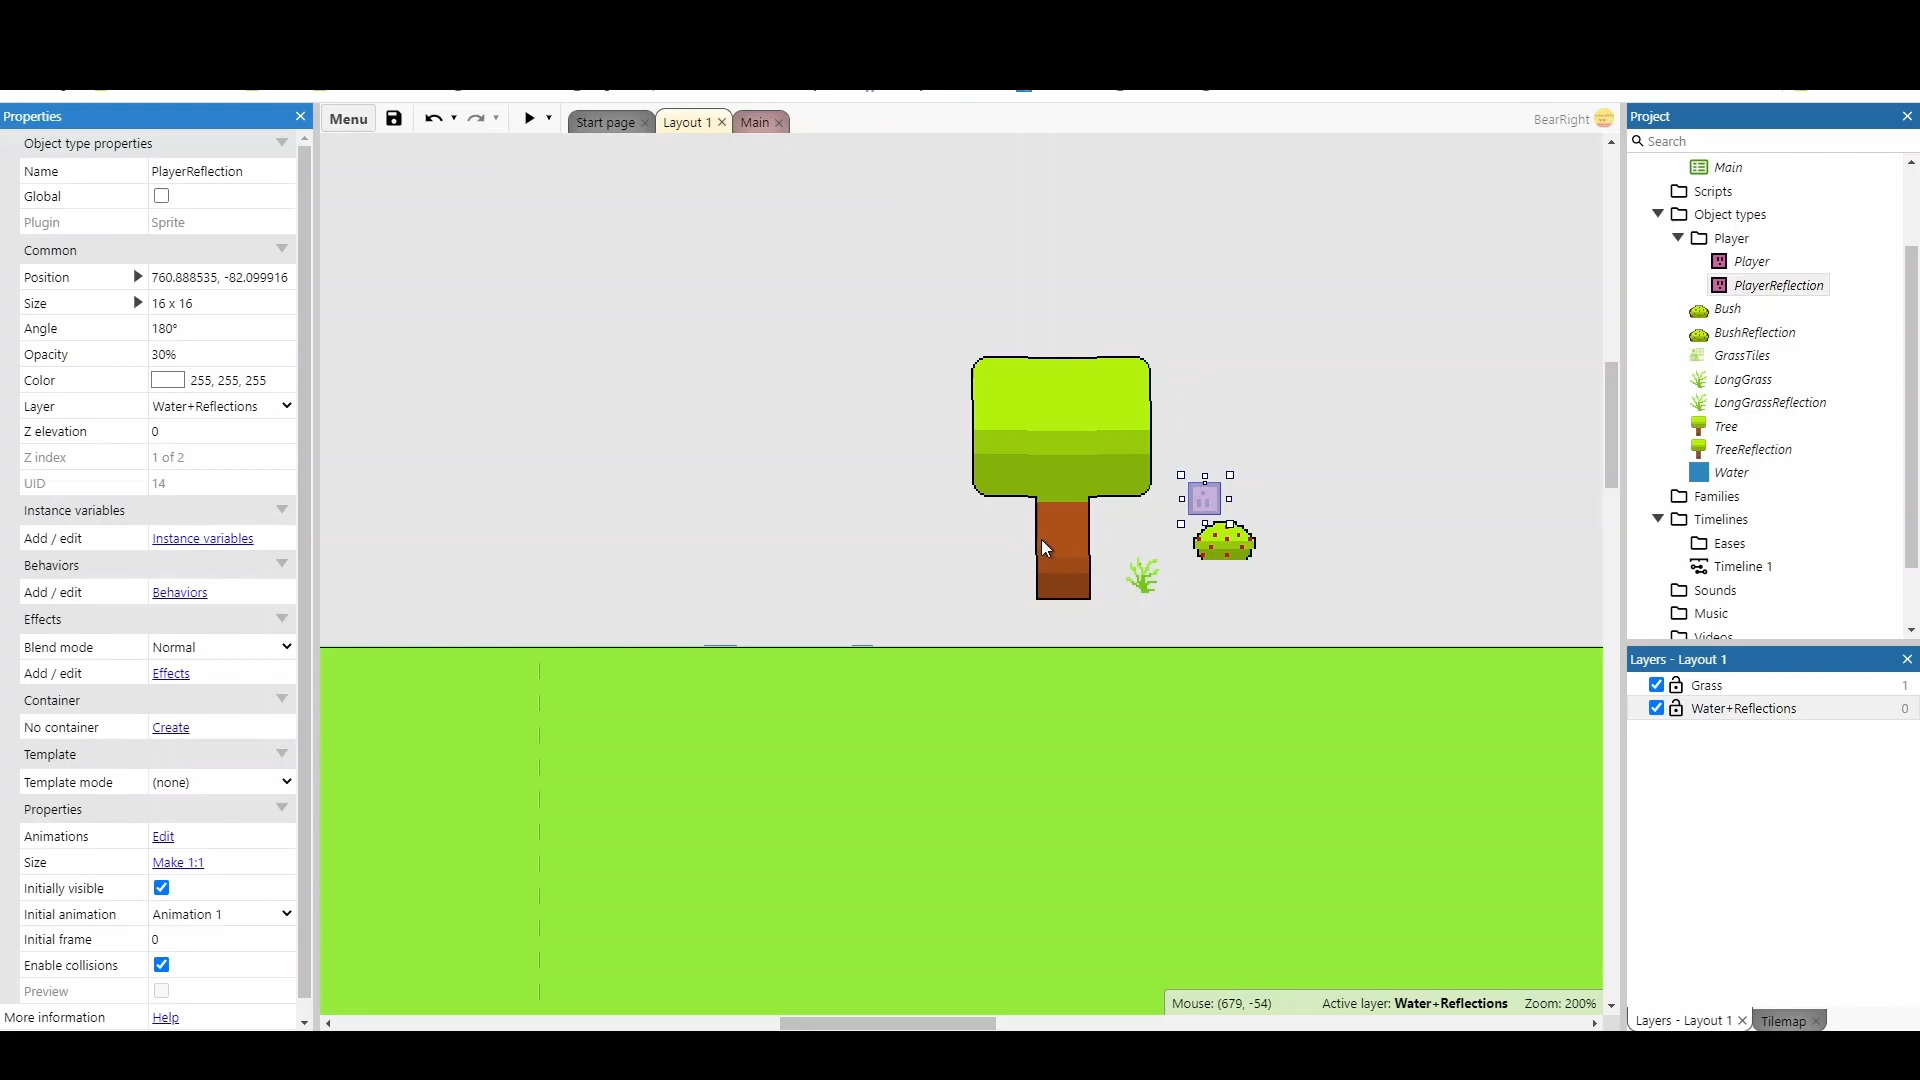 Properties
Object type properties
Name PlayerReflection
Global
Plugin Sprite
Common
Position 760.888535, -82.099916
Size 16 x 16
Angle 180°
Opacity 30%
Color 255, 255, 255
Layer Water+Reflections
Z elevation 0
Z index 1 of 2
UID 14
Instance variables
Add / edit Instance variables
Behaviors
Add / edit Behaviors
Effects
Blend mode Normal
Add / edit Effects
Container
No container Create
Template
Template mode (none)
Properties
Animations Edit
Size Make 1:1
Initially visible
Initial animation Animation 1
Initial frame 0
Enable collisions
Preview
More information Help
Menu
Start page
Layout 1
Main
BearRight
Mouse: (679, -54) Active layer: Water+Reflections Zoom: 200%
Project
Search
Main
Scripts
Object types
Player
Player
PlayerReflection
Bush
BushReflection
GrassTiles
LongGrass
LongGrassReflection
Tree
TreeReflection
Water
Families
Timelines
Eases
Timeline 1
Sounds
Music
Videos
Layers - Layout 1
Grass 1
Water+Reflections 0
Layers - Layout 1
Tilemap